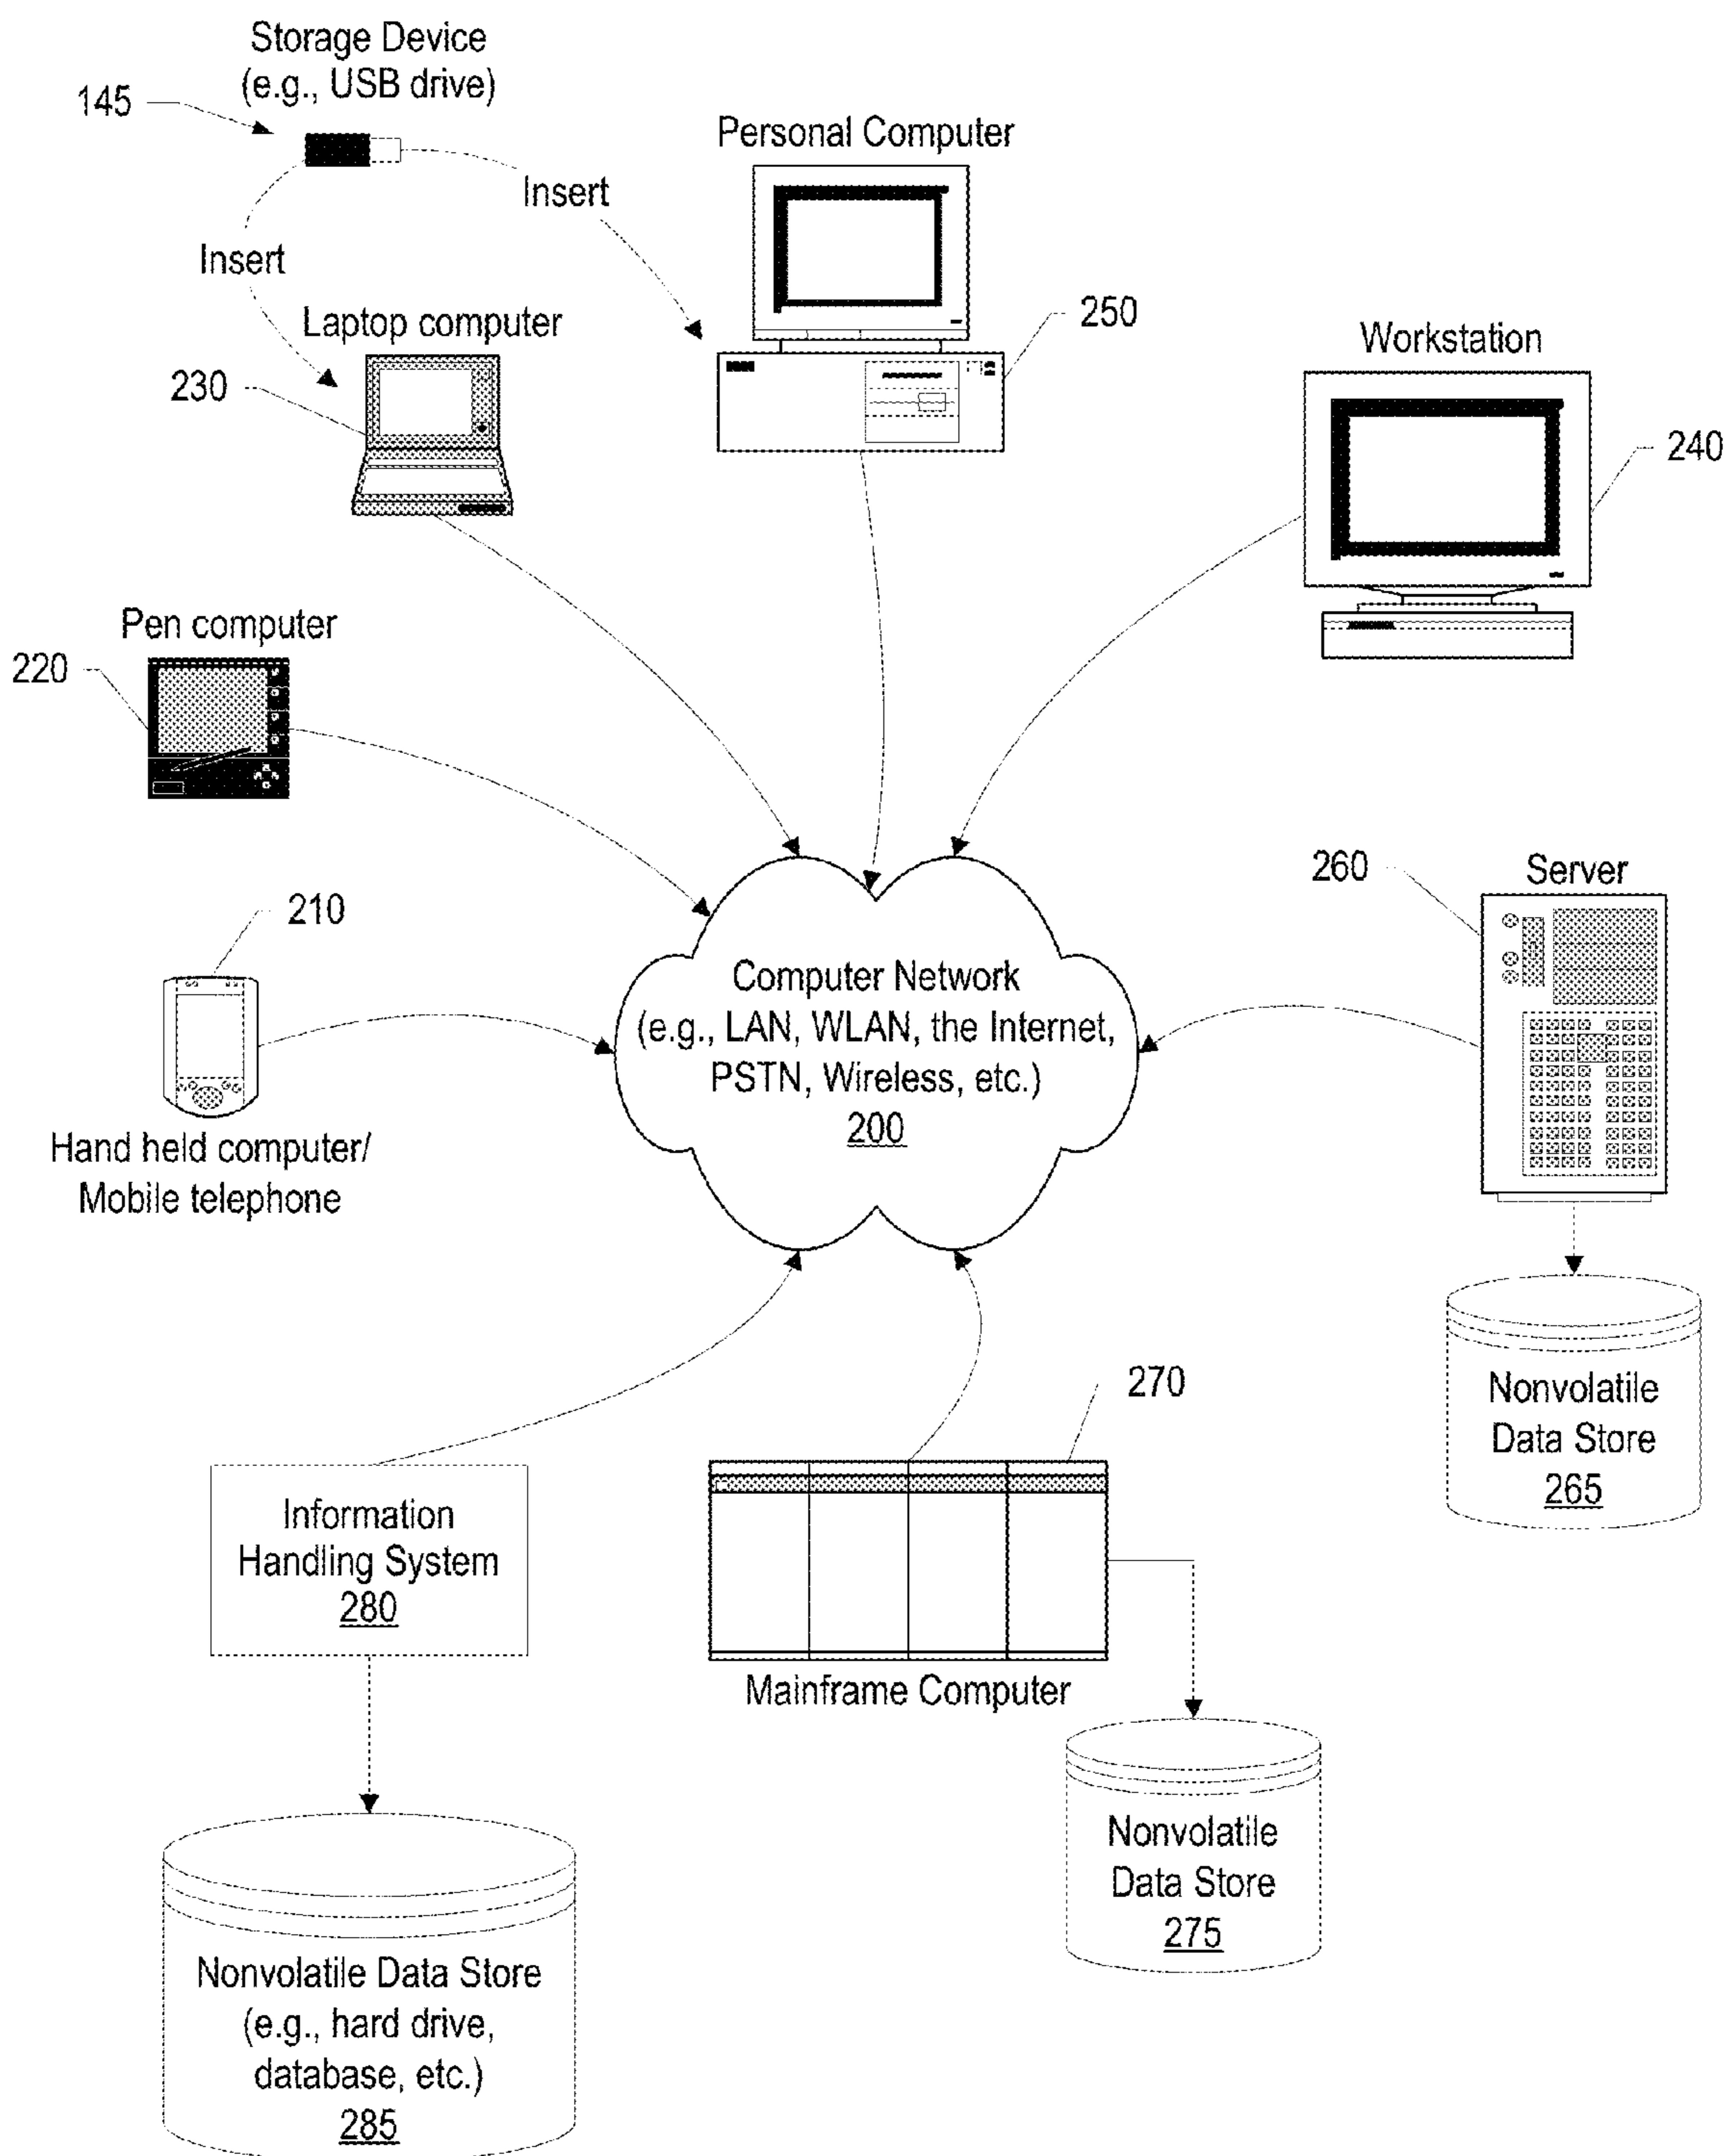 Storage Device
(e.g., USB drive)
145
Personal Computer
Insert
Insert
Laptop computer
250
Workstation
230
240
Pen computer
220
260
Server
210
Computer Network
(e.g., LAN, WLAN, the Internet,
PSTN, Wireless, etc.)
200
Hand held computer/
Mobile telephone
270
Nonvolatile
Data Store
265
Information
Handling System
280
Mainframe Computer
Nonvolatile
Data Store
275
Nonvolatile Data Store
(e.g., hard drive,
database, etc.)
285